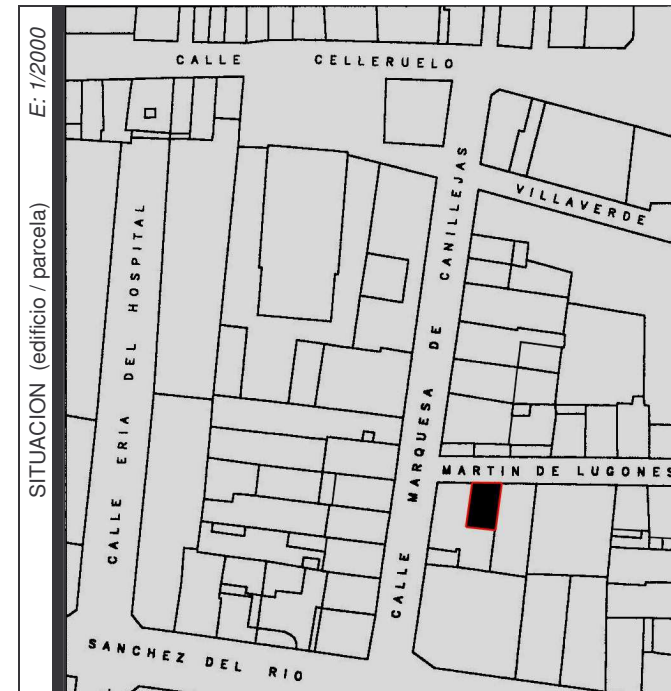 SITUACION (edificio / parcela) E: 1/2000
CALLE CELLERUELO
VILLAVERDE
CALLE MARQUESA DE CANILLEJAS
CALLE ERIA DEL HOSPITAL
MARTIN DE LUGONES
SANCHEZ DEL RIO